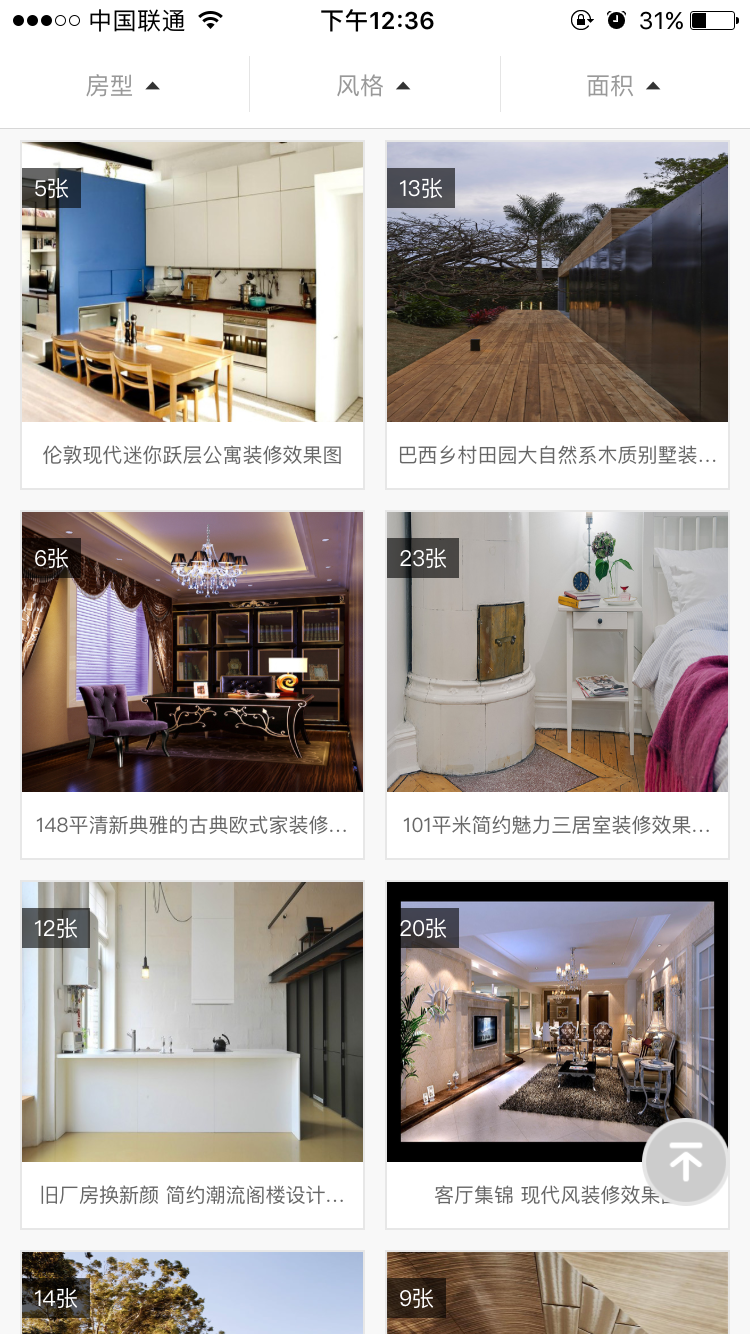 中国联通 下午12:36 31%
房型 风格 面积
5张
13张
伦敦现代迷你跃层公寓装修效果图
巴西乡村田园大自然系木质别墅装...
6张
23张
148平清新典雅的古典欧式家装修...
101平米简约魅力三居室装修效果...
12张
20张
旧厂房换新颜 简约潮流阁楼设计...
客厅集锦 现代风装修效果
14张
9张